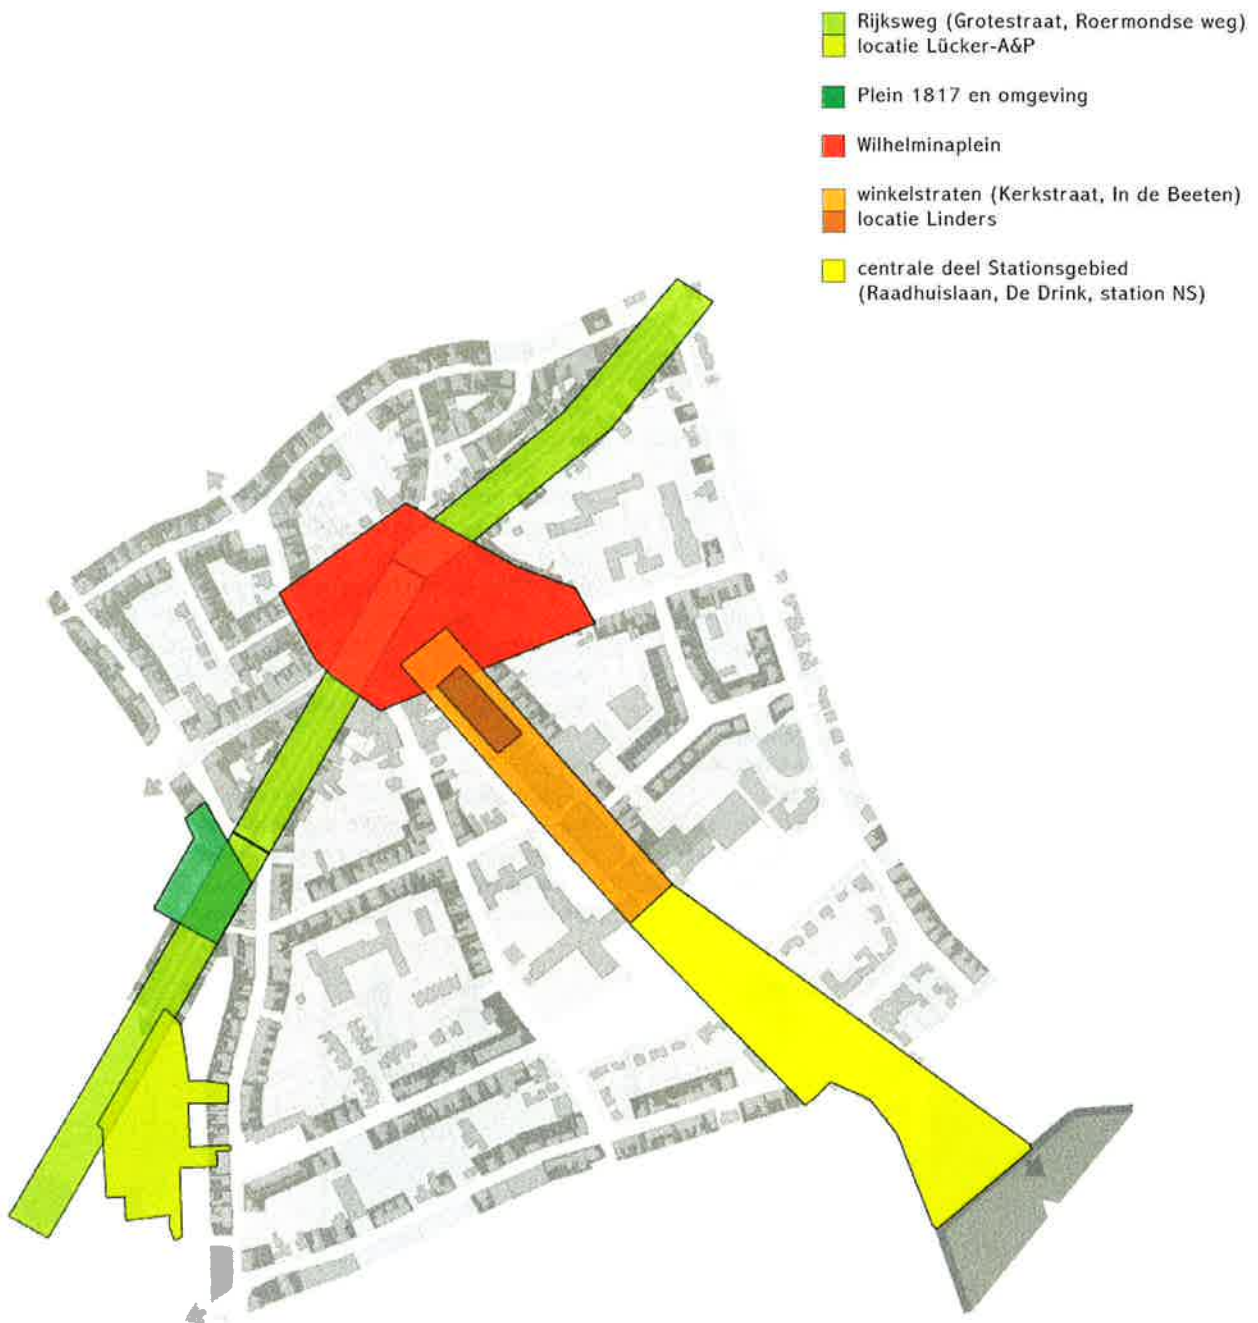 Rijksweg (Grotestraat, Roermondse weg)
locatie Lücker-A&P
Plein 1817 en omgeving
Wilhelminaplein
winkelstraten (Kerkstraat, In de Beeten)
locatie Linders
centrale deel Stationsgebied
(Raadhuislaan, De Drink, station NS)